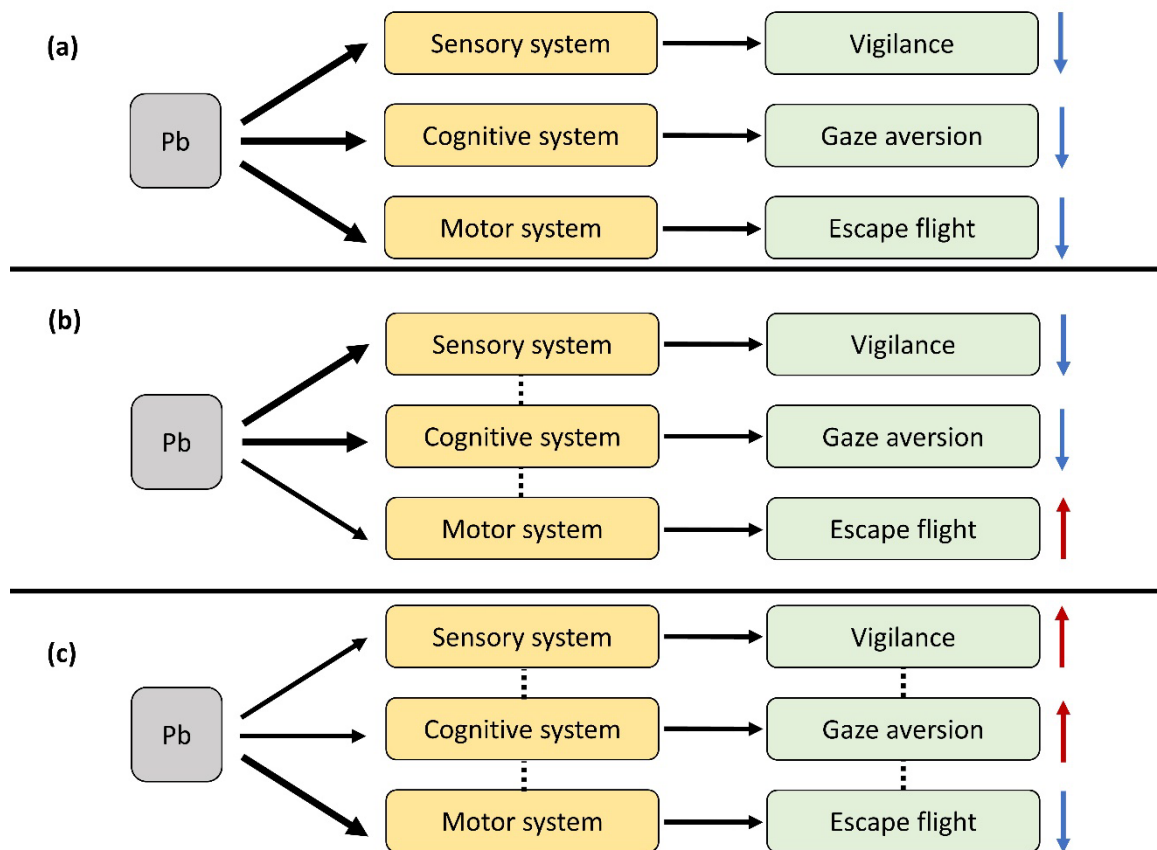 (a)
Sensory system
Vigilance
Pb
Cognitive system
Gaze aversion
Motor system
Escape flight
(b)
Sensory system
Vigilance
Pb
Cognitive system
Gaze aversion
Motor system
Escape flight
(c)
Sensory system
Vigilance
Pb
Cognitive system
Gaze aversion
Motor system
Escape flight